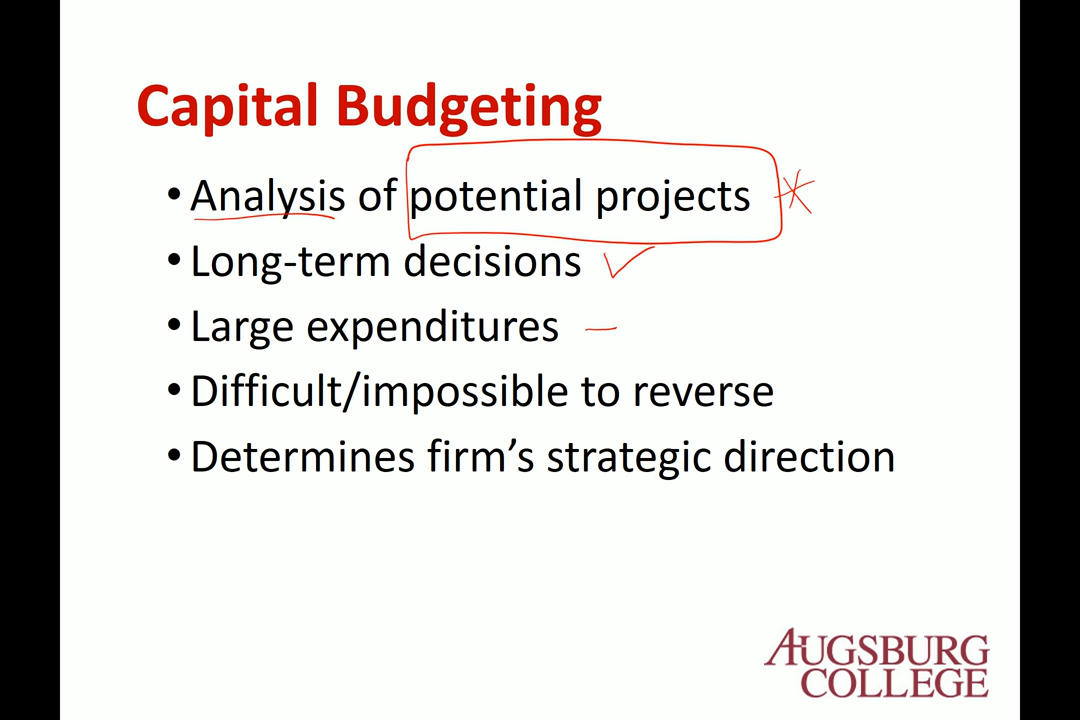 Capital Budgeting
• Analysis of potential projects
• Long-term decisions
• Large expenditures
• Difficult/impossible to reverse
• Determines firm’s strategic direction
AUGSBURG
COLLEGE